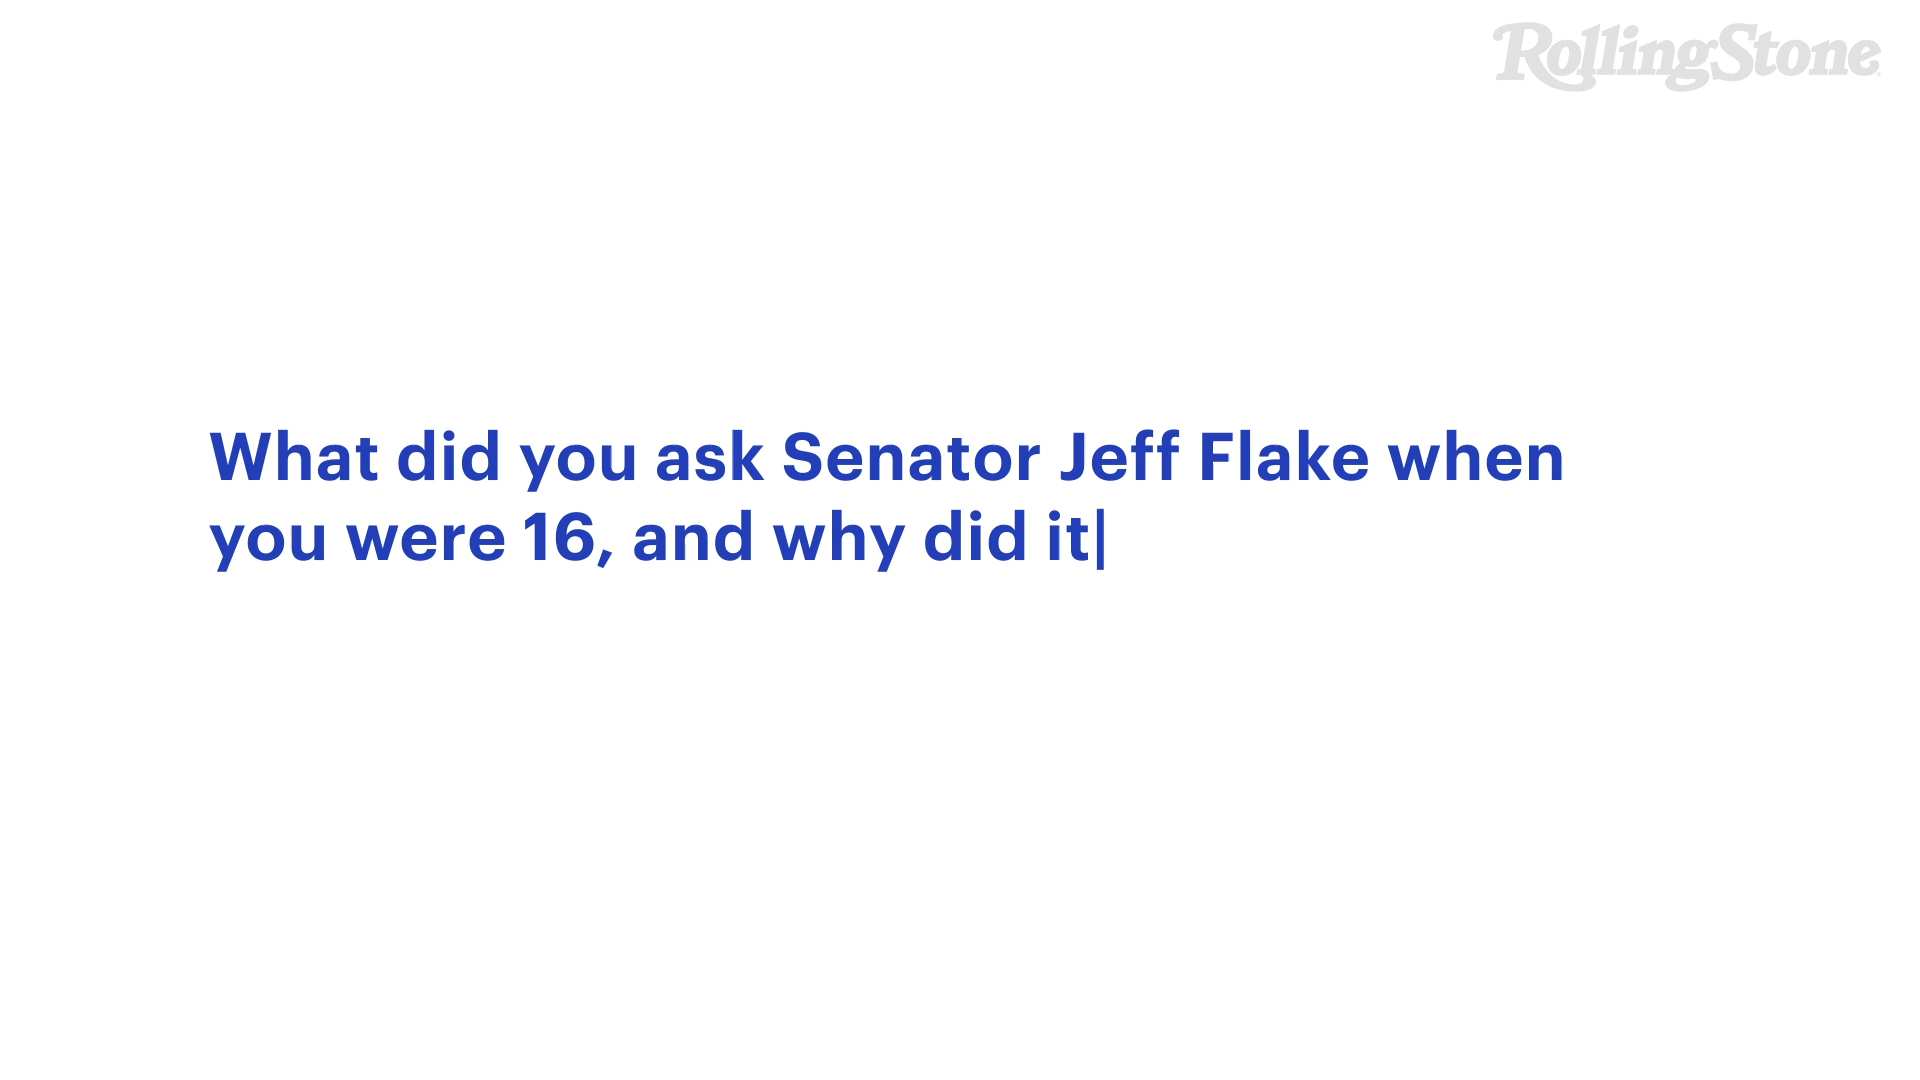 RollingStone
What did you ask Senator Jeff Flake when
you were 16, and why did it